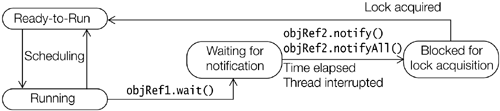 Ready-to-Run
Lock acquired
Scheduling
Waiting for
notification
objRef2.notify()
objRef2.notifyAll()
Time elapsed
Thread interrupted
Blocked for
lock acquisition
Running
objRef1.wait()